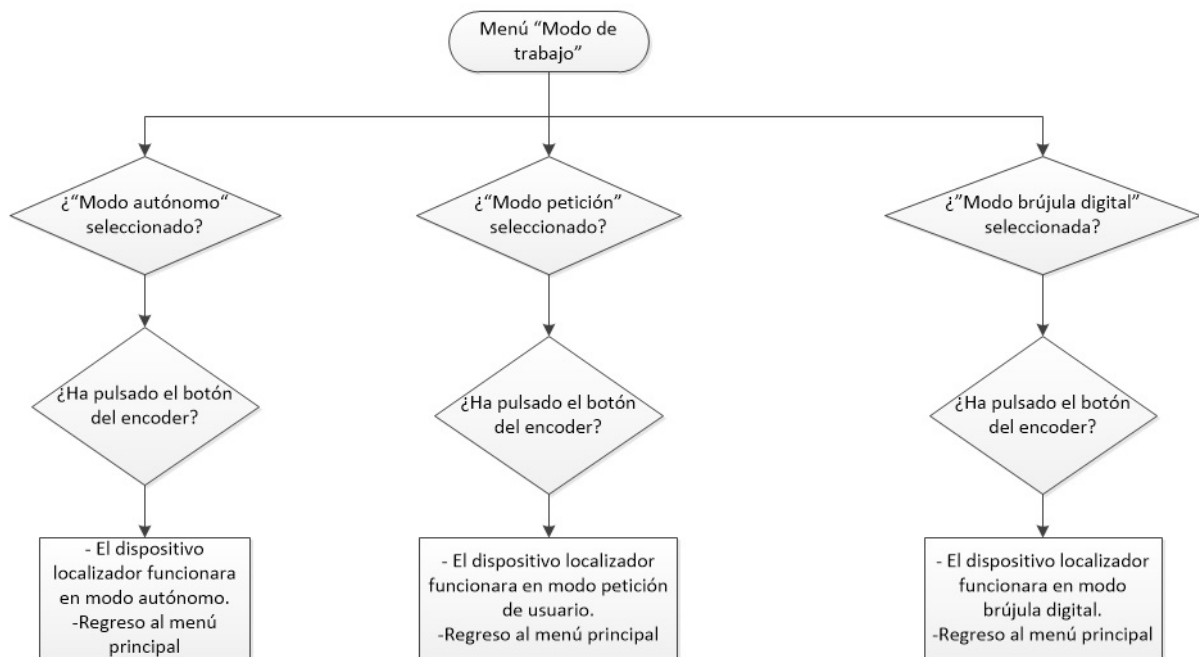 Menú “Modo de
trabajo”
¿“Modo autónomo“
seleccionado?
¿“Modo petición”
seleccionado?
¿”Modo brújula digital”
seleccionada?
¿Ha pulsado el botón
del encoder?
¿Ha pulsado el botón
del encoder?
¿Ha pulsado el botón
del encoder?
- El dispositivo
localizador funcionara
en modo autónomo.
-Regreso al menú
principal
- El dispositivo localizador
funcionara en modo petición
de usuario.
-Regreso al menú principal
- El dispositivo localizador
funcionara en modo
brújula digital.
-Regreso al menú principal